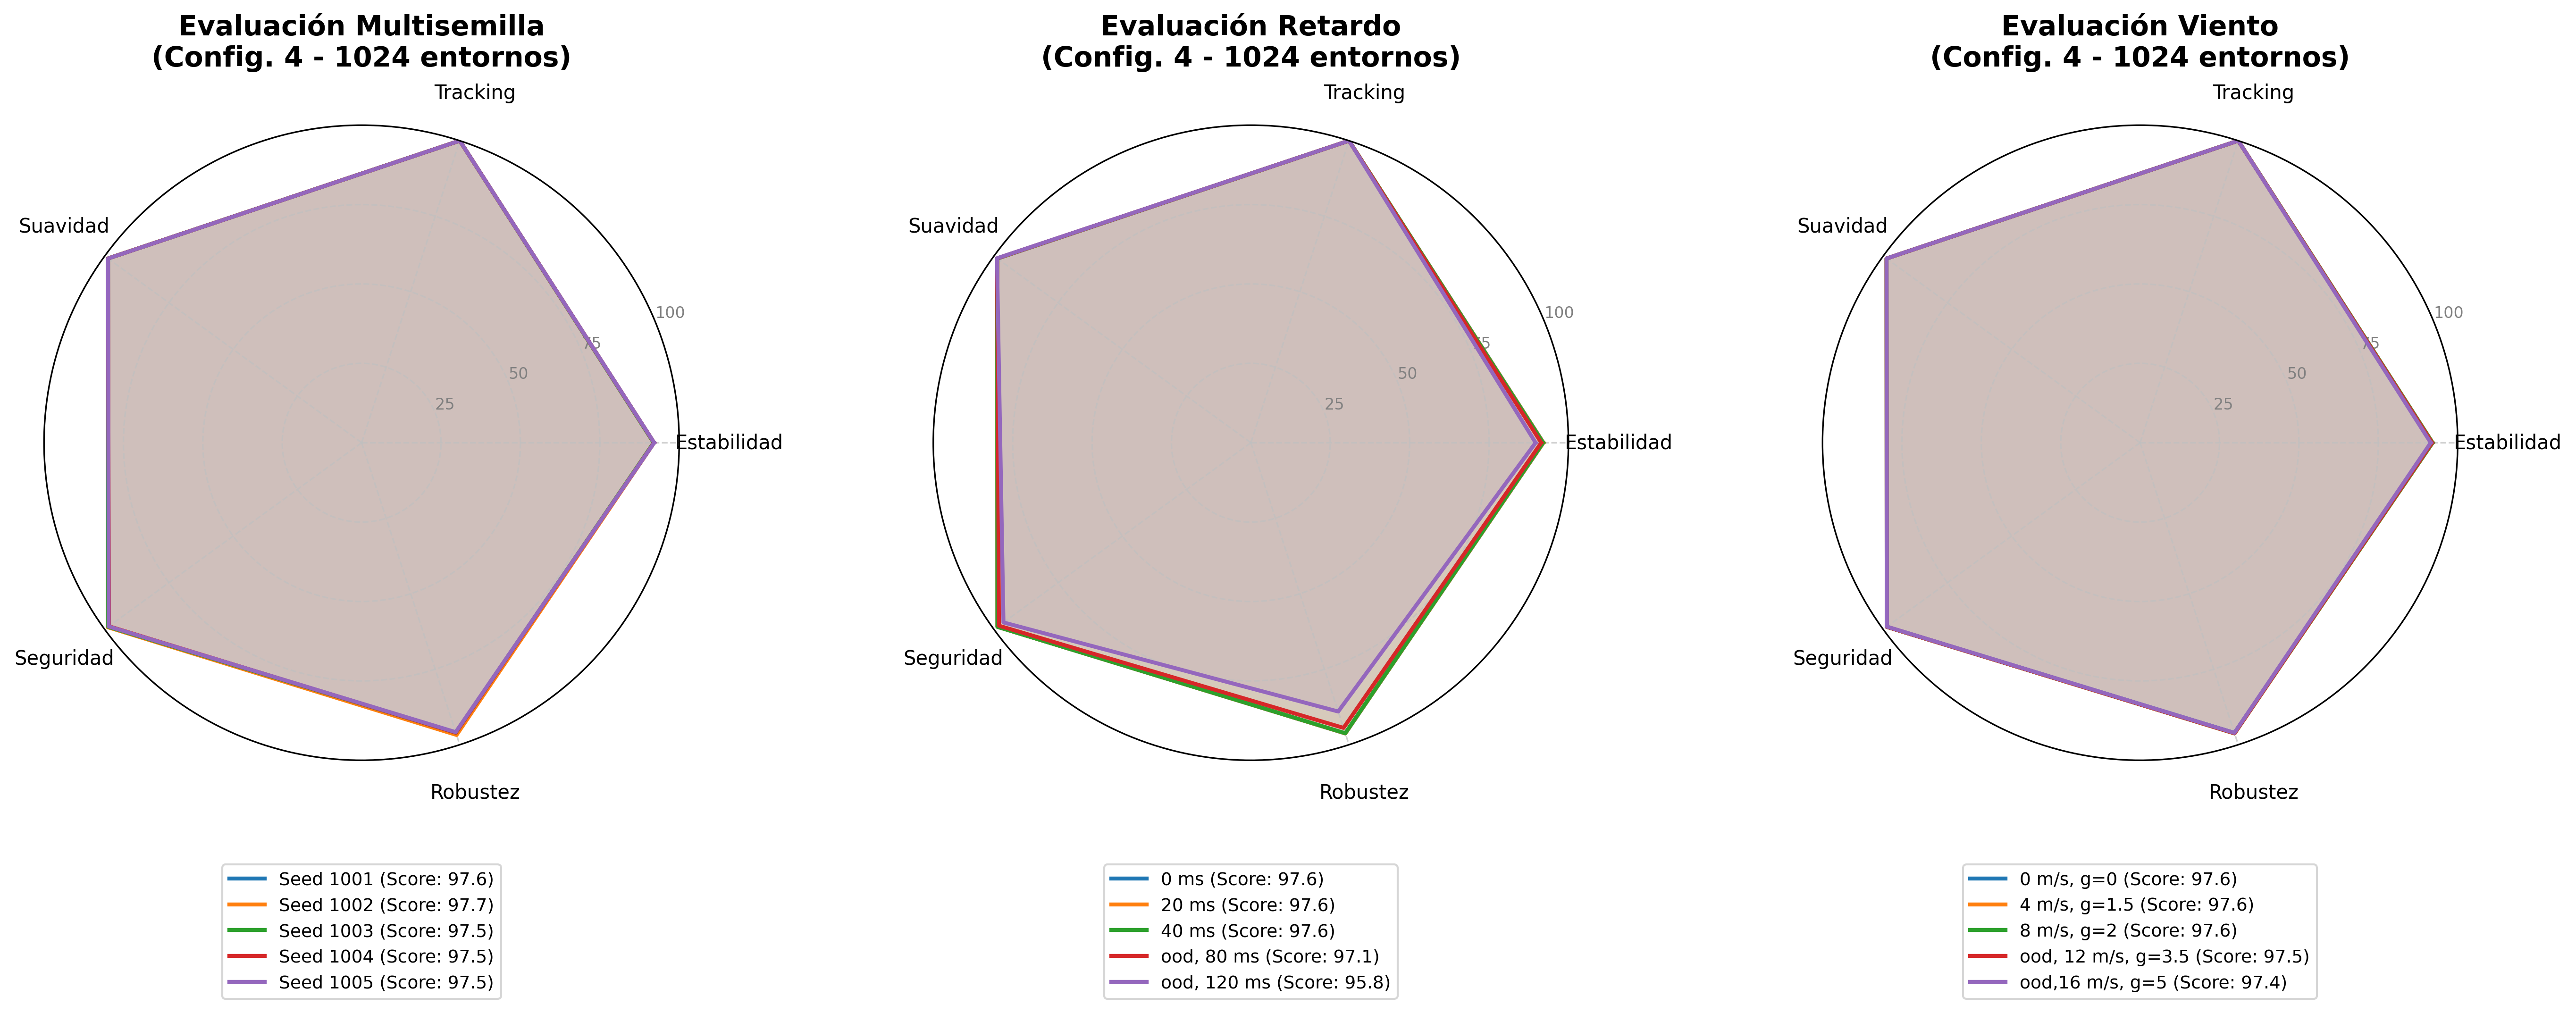 Evaluación Multisemilla
(Config. 4 - 1024 entornos)
Tracking
Suavidad
100
75
50
25
Estabilidad
Seguridad
Robustez
Seed 1001 (Score: 97.6)
Seed 1002 (Score: 97.7)
Seed 1003 (Score: 97.5)
Seed 1004 (Score: 97.5)
Seed 1005 (Score: 97.5)
Evaluación Retardo
(Config. 4 - 1024 entornos)
Tracking
Suavidad
100
75
50
25
Estabilidad
Seguridad
Robustez
0 ms (Score: 97.6)
20 ms (Score: 97.6)
40 ms (Score: 97.6)
ood, 80 ms (Score: 97.1)
ood, 120 ms (Score: 95.8)
Evaluación Viento
(Config. 4 - 1024 entornos)
Tracking
Suavidad
100
75
50
25
Estabilidad
Seguridad
Robustez
0 m/s, g=0 (Score: 97.6)
4 m/s, g=1.5 (Score: 97.6)
8 m/s, g=2 (Score: 97.6)
ood, 12 m/s, g=3.5 (Score: 97.5)
ood,16 m/s, g=5 (Score: 97.4)